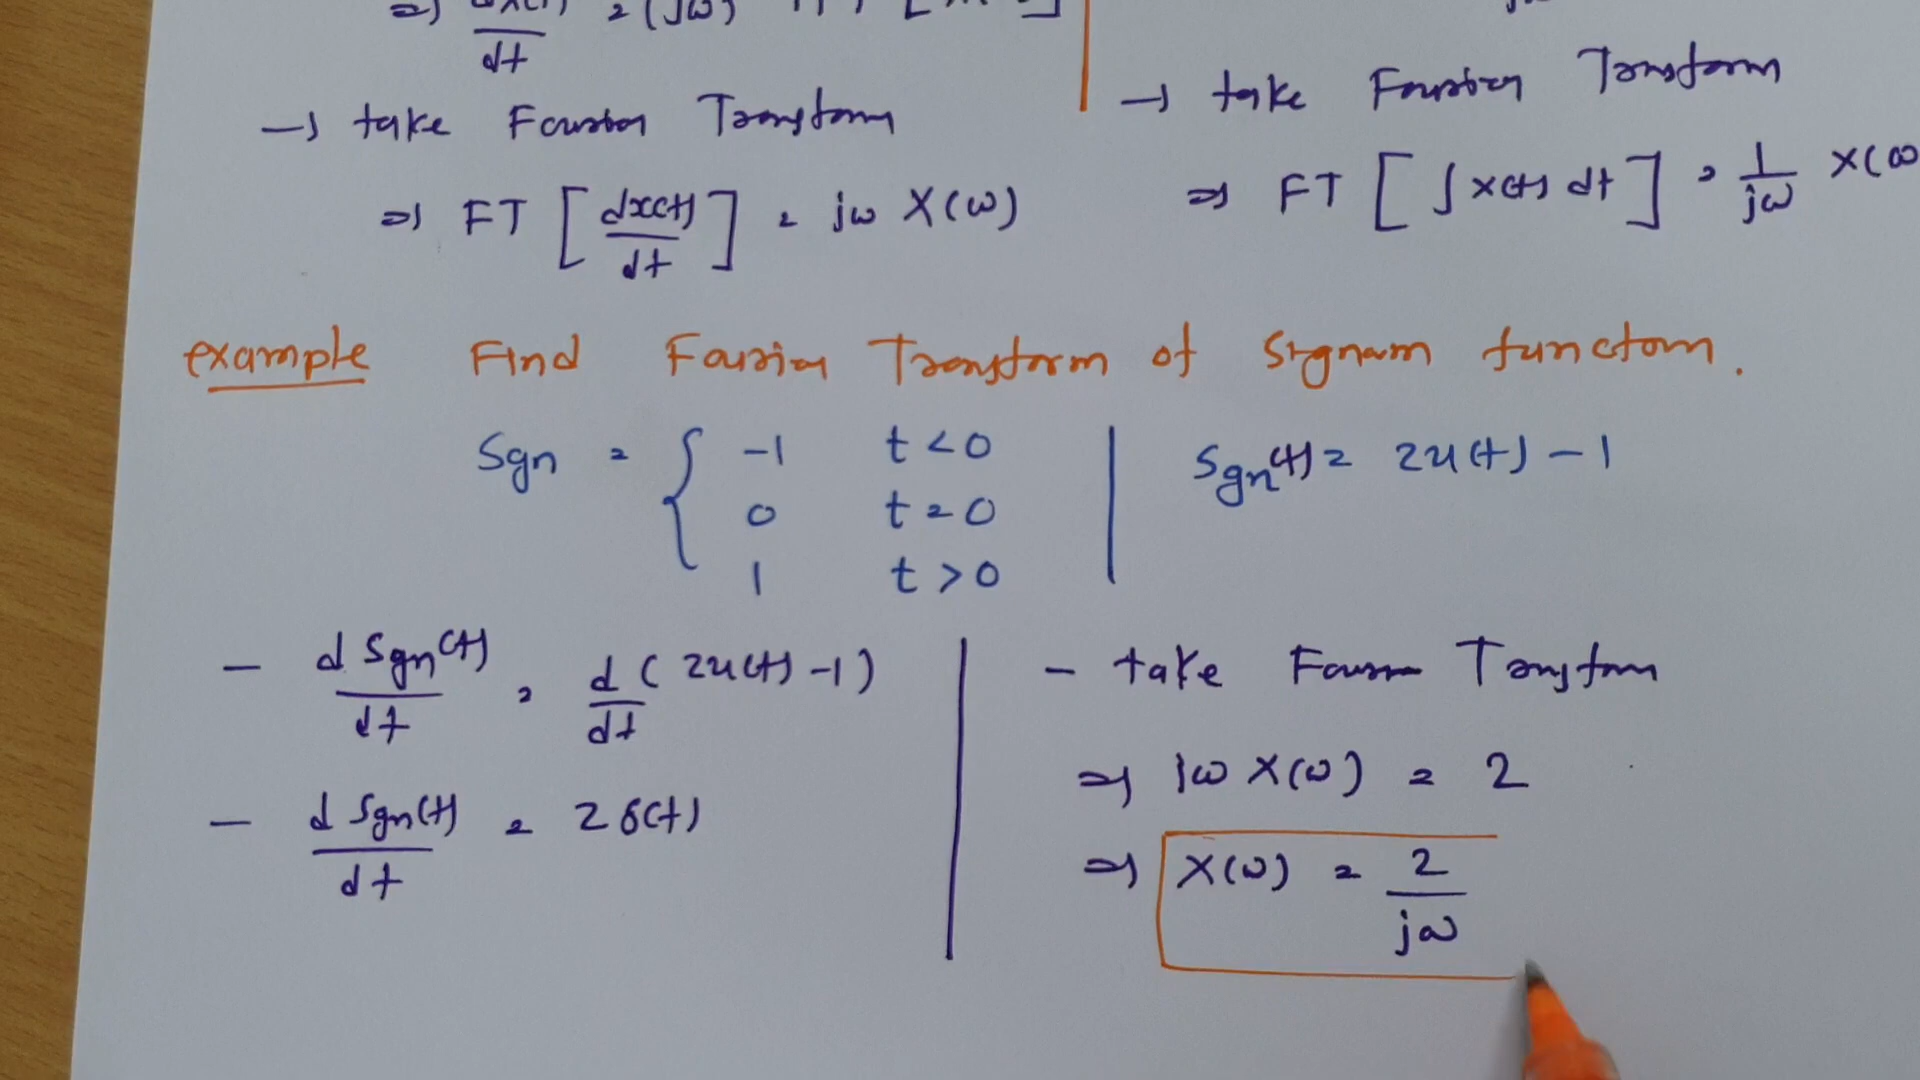 dt
→ take Fourier Transform
⇒ FT [ dx(t)/dt ] = jω X(ω)
→ take Fourier Transform
⇒ FT [ ∫ x(t) dt ] = 1/jω X(ω
example Find Fourier Transform of Signum function.
Sgn = { -1 t < 0
0 t = 0
1 t > 0
Sgn(t) = 2u(t) - 1
- d Sgn(t)/dt = d/dt ( 2u(t) - 1 )
- d Sgn(t)/dt = 2δ(t)
- take Fourier Transform
⇒ jω X(ω) = 2
⇒ X(ω) = 2/jω